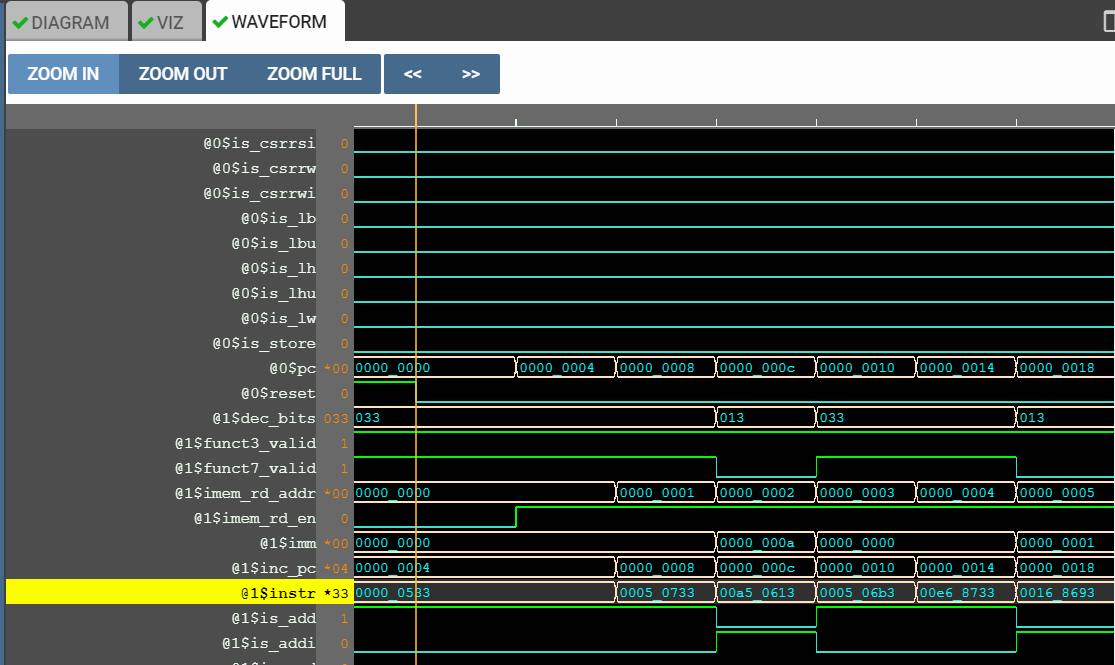 DIAGRAM VIZ WAVEFORM
ZOOM IN ZOOM OUT ZOOM FULL << >>
@0$is_csrrsi 0
@0$is_csrrw 0
@0$is_csrrwi 0
@0$is_lb 0
@0$is_lbu 0
@0$is_lh 0
@0$is_lhu 0
@0$is_lw 0
@0$is_store 0
@0$pc *00 0000_0000 0000_0004 0000_0008 0000_000c 0000_0010 0000_0014 0000_0018
@0$reset 0
@1$dec_bits 033 033 013 033 013
@1$funct3_valid 1
@1$funct7_valid 1
@1$imem_rd_addr *00 0000_0000 0000_0001 0000_0002 0000_0003 0000_0004 0000_0005
@1$imem_rd_en 0
@1$imm *00 0000_0000 0000_000a 0000_0000 0000_0001
@1$inc_pc *04 0000_0004 0000_0008 0000_000c 0000_0010 0000_0014 0000_0018
@1$instr *33 0000_0533 0005_0733 00a5_0613 0005_06b3 00e6_8733 0016_8693
@1$is_add 1
@1$is_addi 0